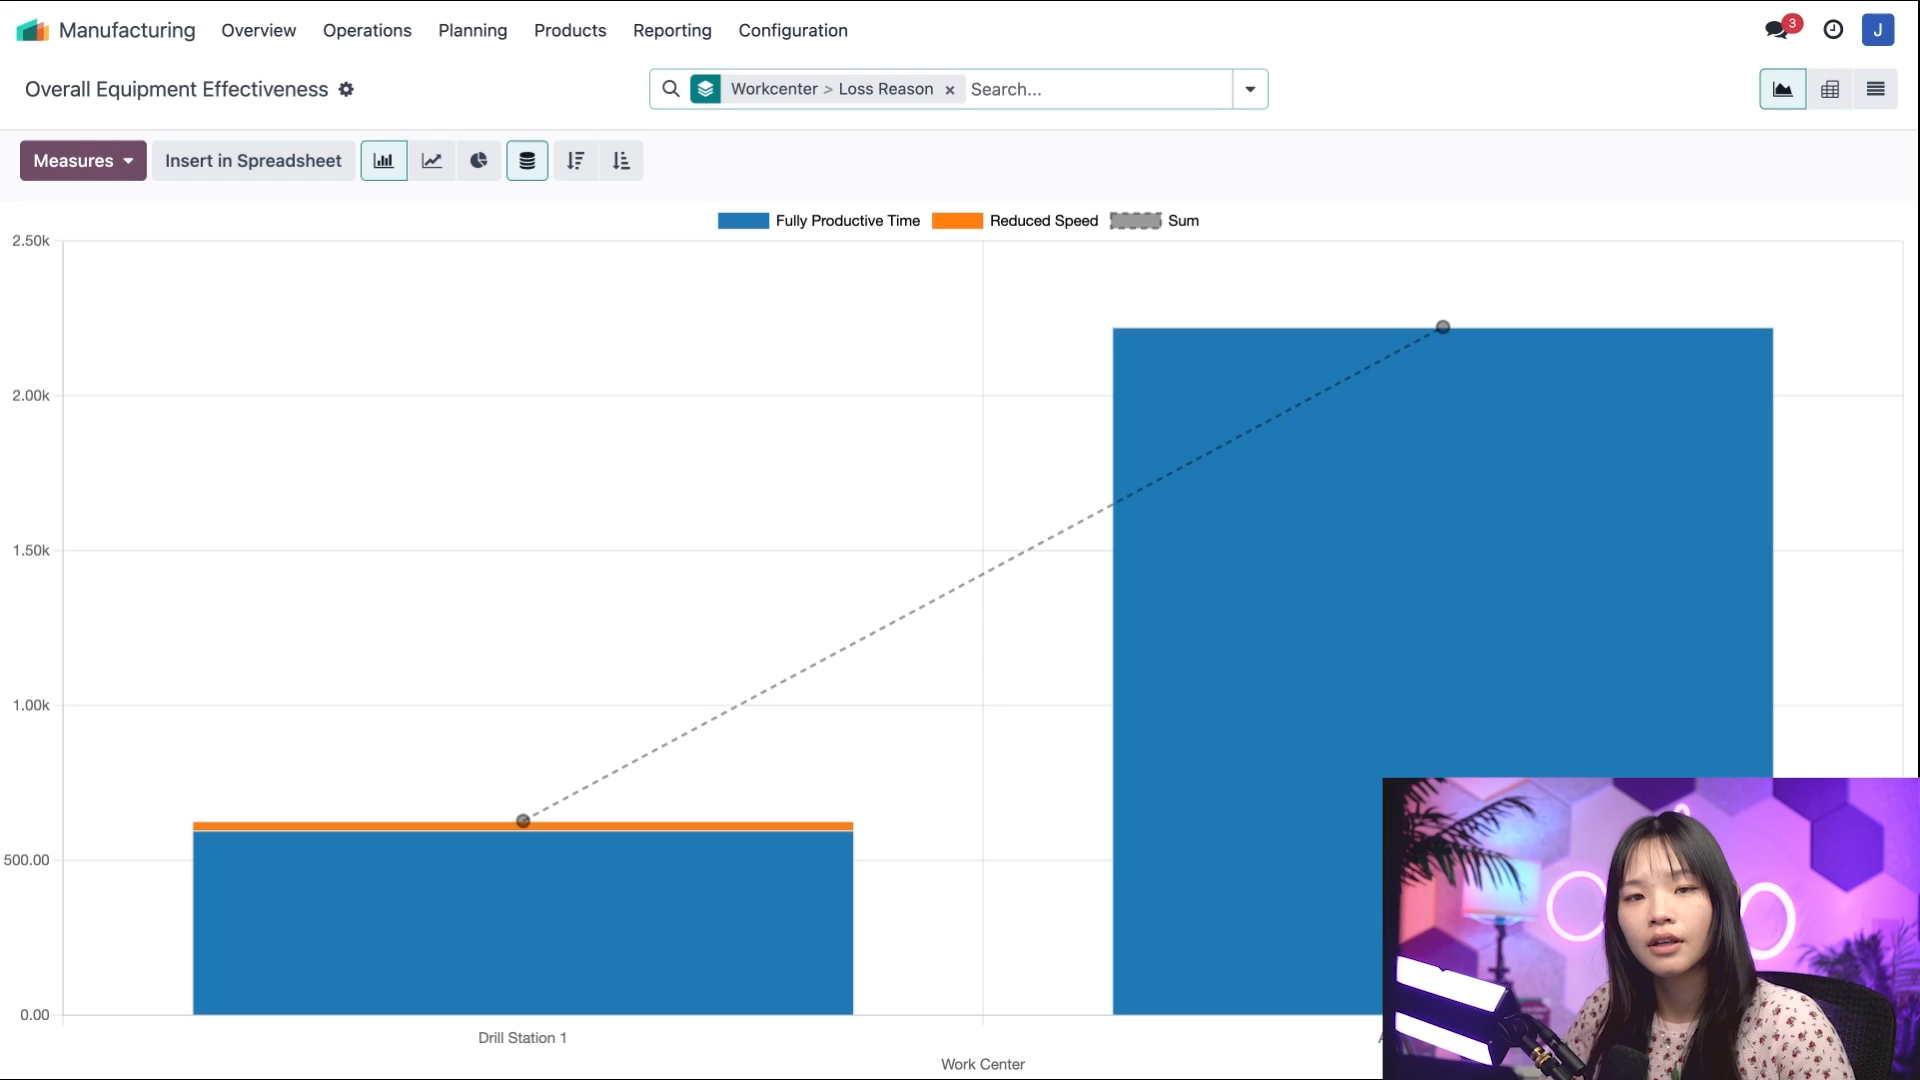 Manufacturing Overview Operations Planning Products Reporting Configuration 3 J
Overall Equipment Effectiveness Workcenter > Loss Reason × Search...
Measures Insert in Spreadsheet
Fully Productive Time Reduced Speed Sum
2.50k
2.00k
1.50k
1.00k
500.00
0.00
Drill Station 1
Work Center